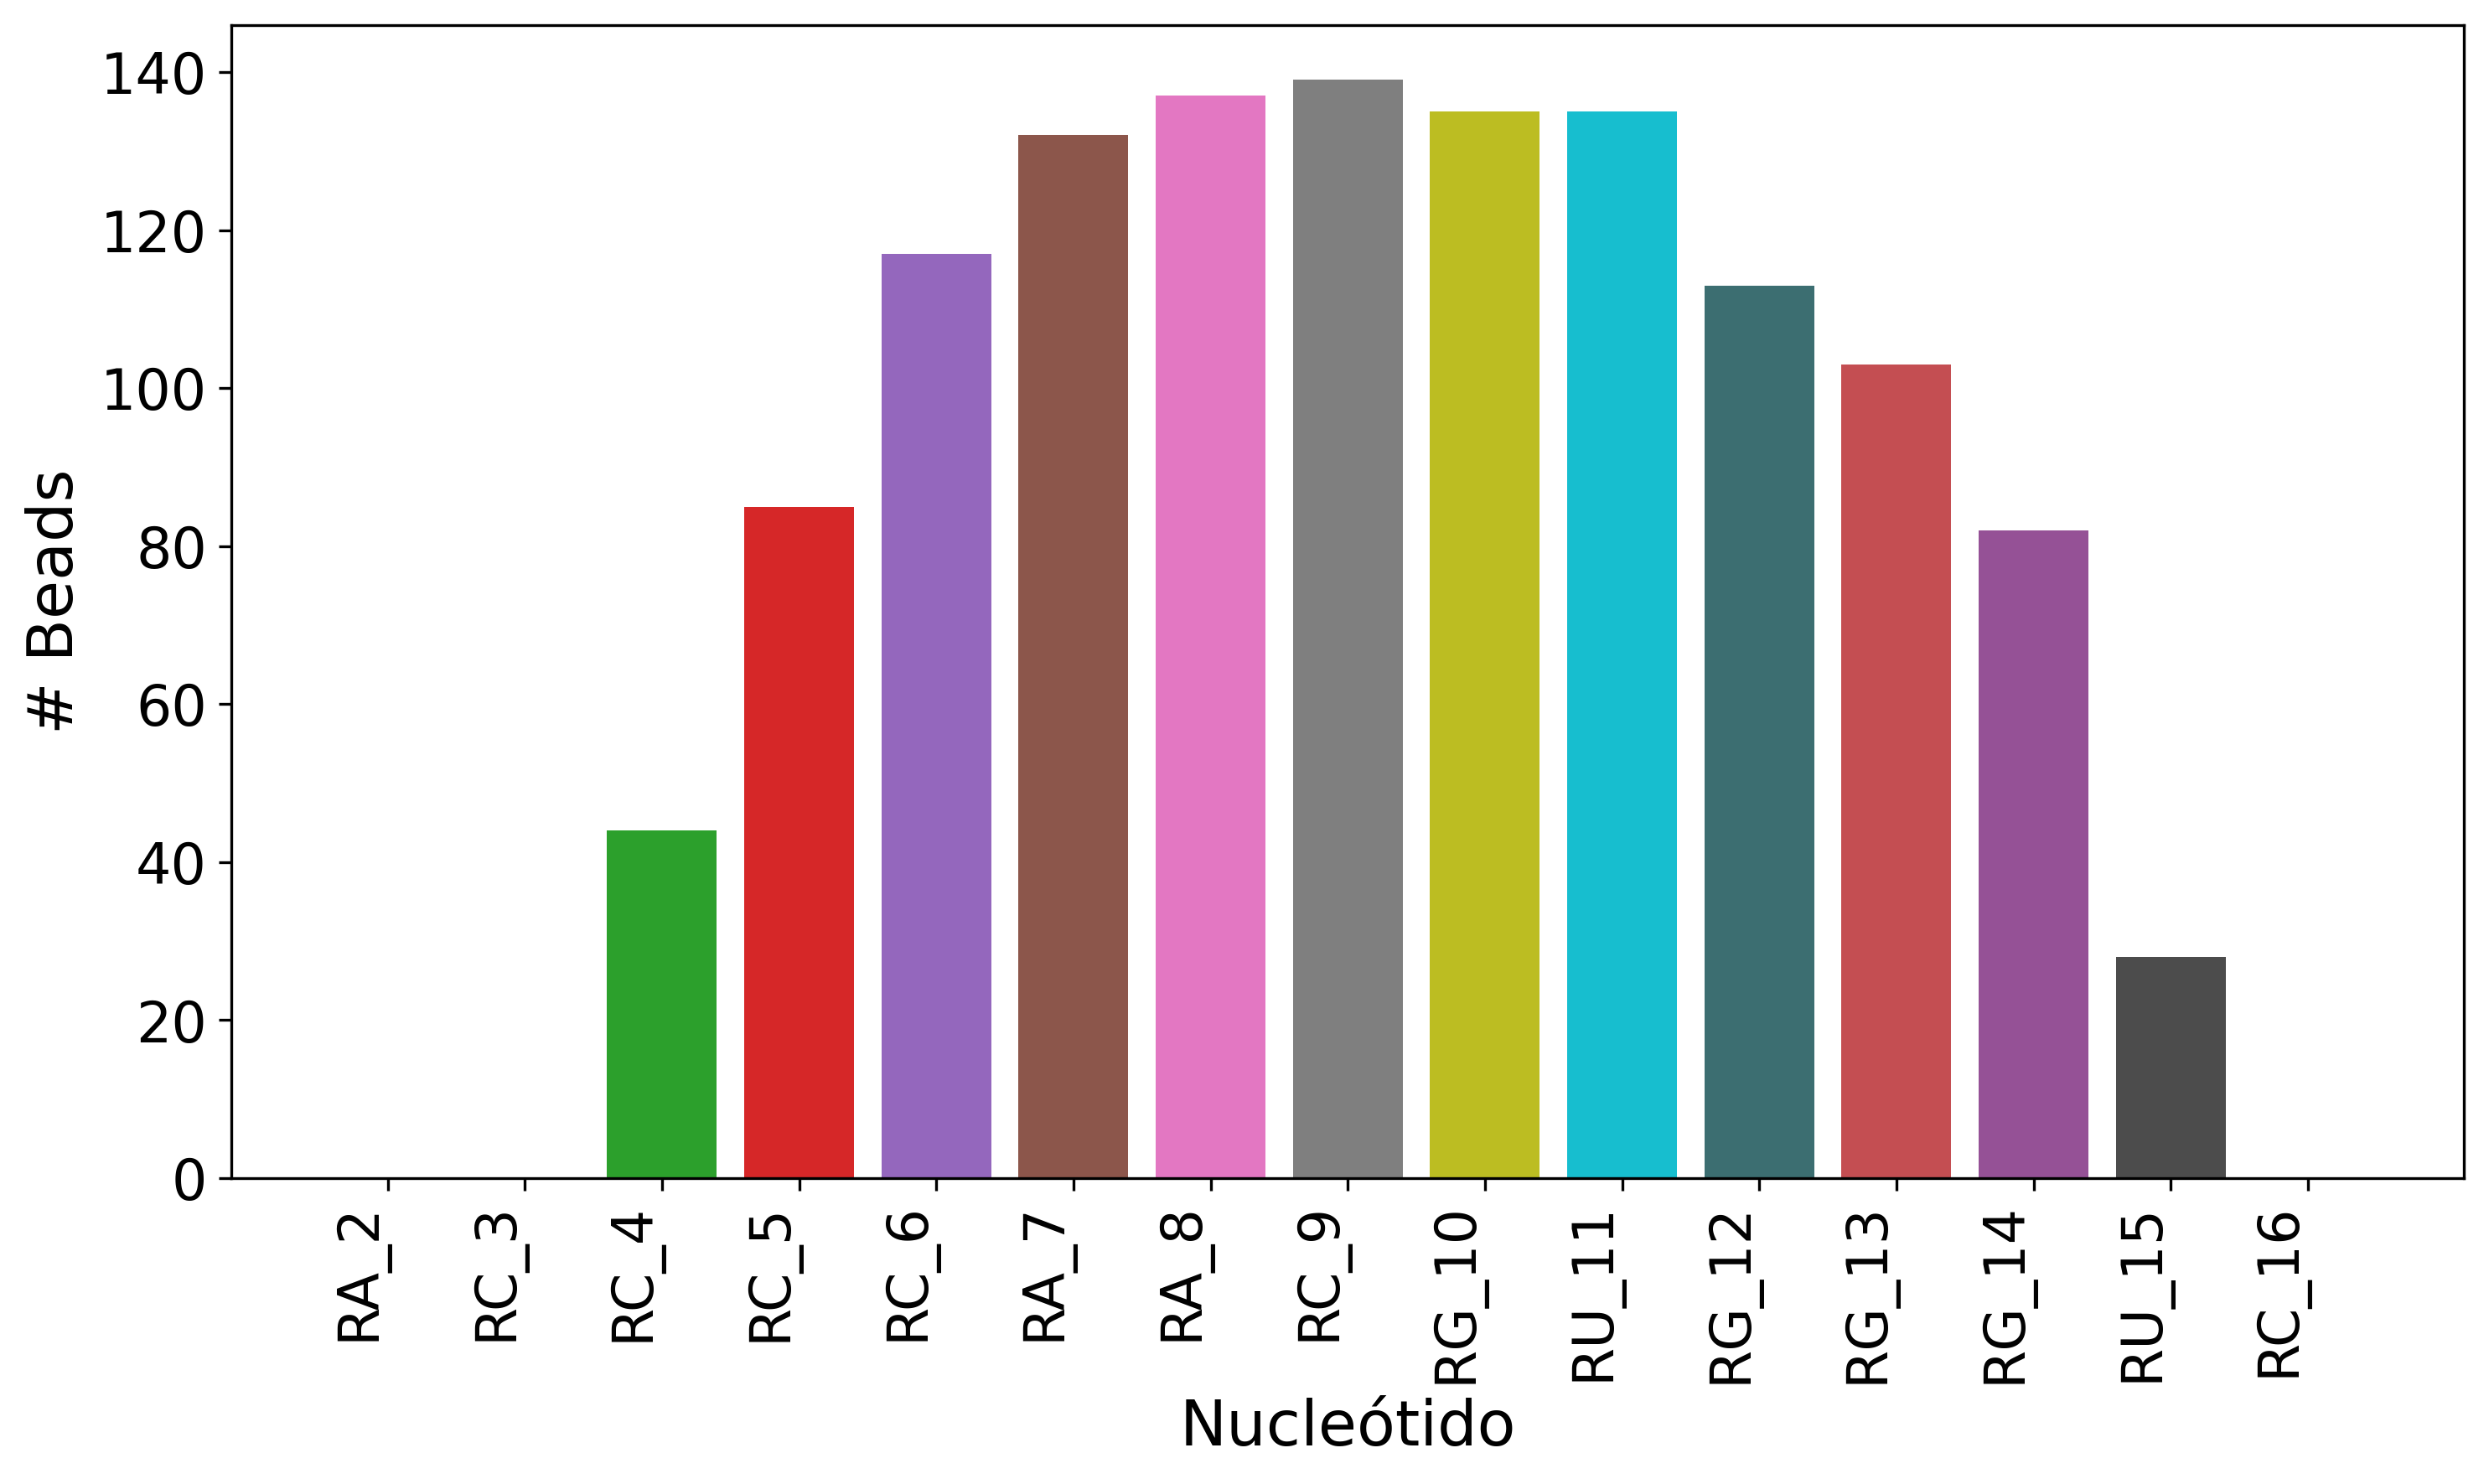 140
120
100
80
60
40
20
0
# Beads
RA_2
RC_3
RC_4
RC_5
RC_6
RA_7
RA_8
RC_9
RG_10
RU_11
RG_12
RG_13
RG_14
RU_15
RC_16
Nucleótido